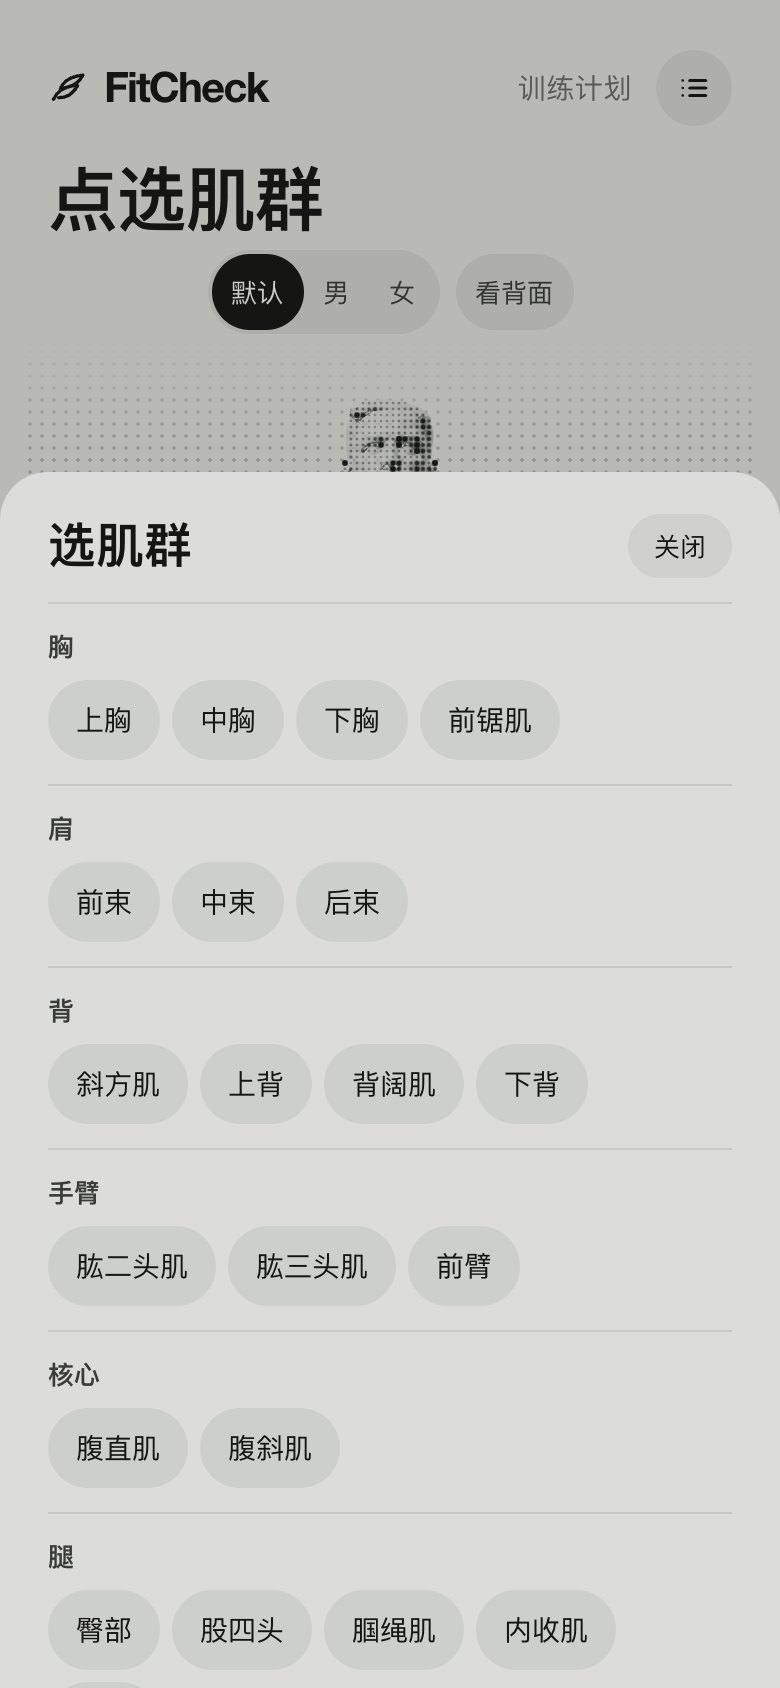 FitCheck 训练计划
点选肌群
默认 男 女 看背面
选肌群 关闭
胸
上胸 中胸 下胸 前锯肌
肩
前束 中束 后束
背
斜方肌 上背 背阔肌 下背
手臂
肱二头肌 肱三头肌 前臂
核心
腹直肌 腹斜肌
腿
臀部 股四头 腘绳肌 内收肌